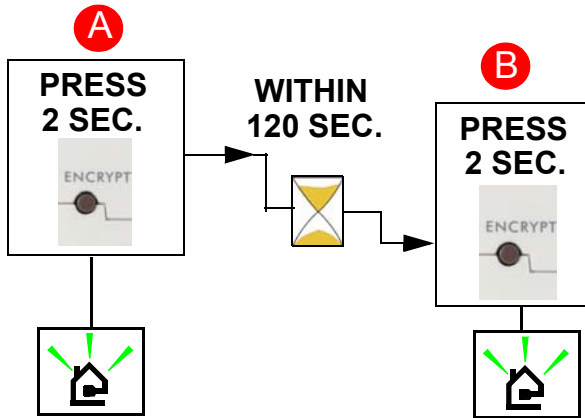 A
PRESS
2 SEC.
ENCRYPT
WITHIN
120 SEC.
B
PRESS
2 SEC.
ENCRYPT